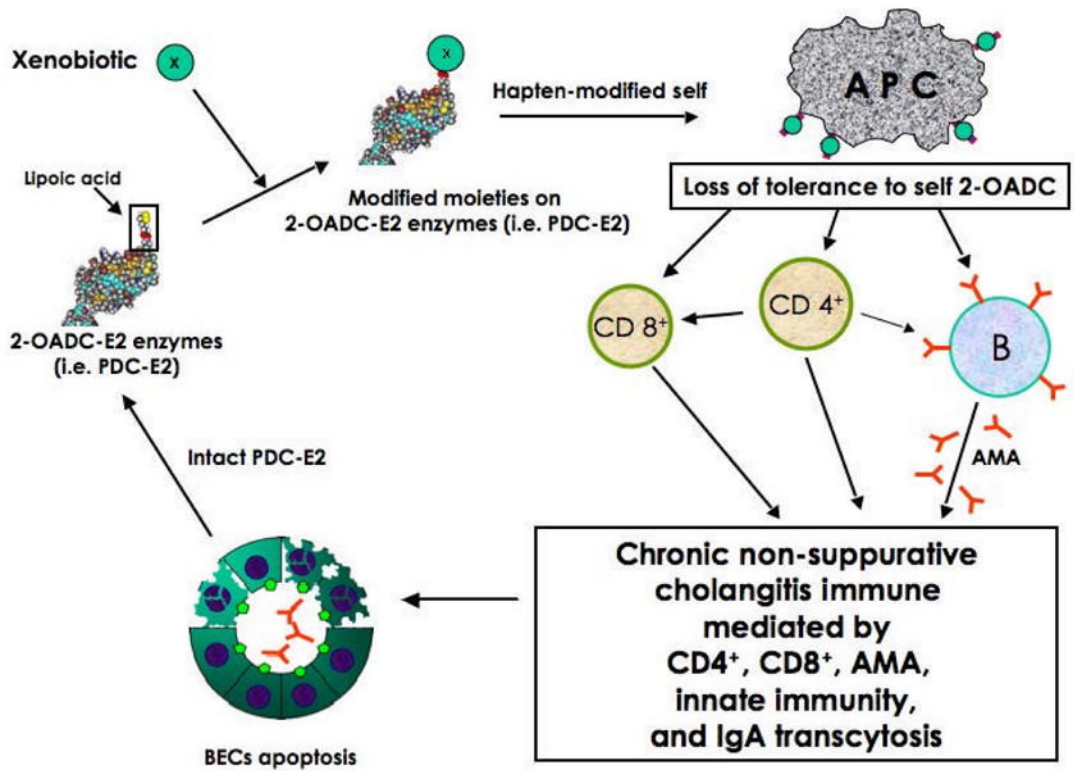 Xenobiotic
X
X
Hapten-modified self
APC
Lipoic acid
Modified moieties on
2-OADC-E2 enzymes (i.e. PDC-E2)
Loss of tolerance to self 2-OADC
2-OADC-E2 enzymes
(i.e. PDC-E2)
CD 8⁺
CD 4⁺
B
Intact PDC-E2
AMA
Chronic non-suppurative
cholangitis immune
mediated by
CD4⁺, CD8⁺, AMA,
innate immunity,
and IgA transcytosis
BECs apoptosis